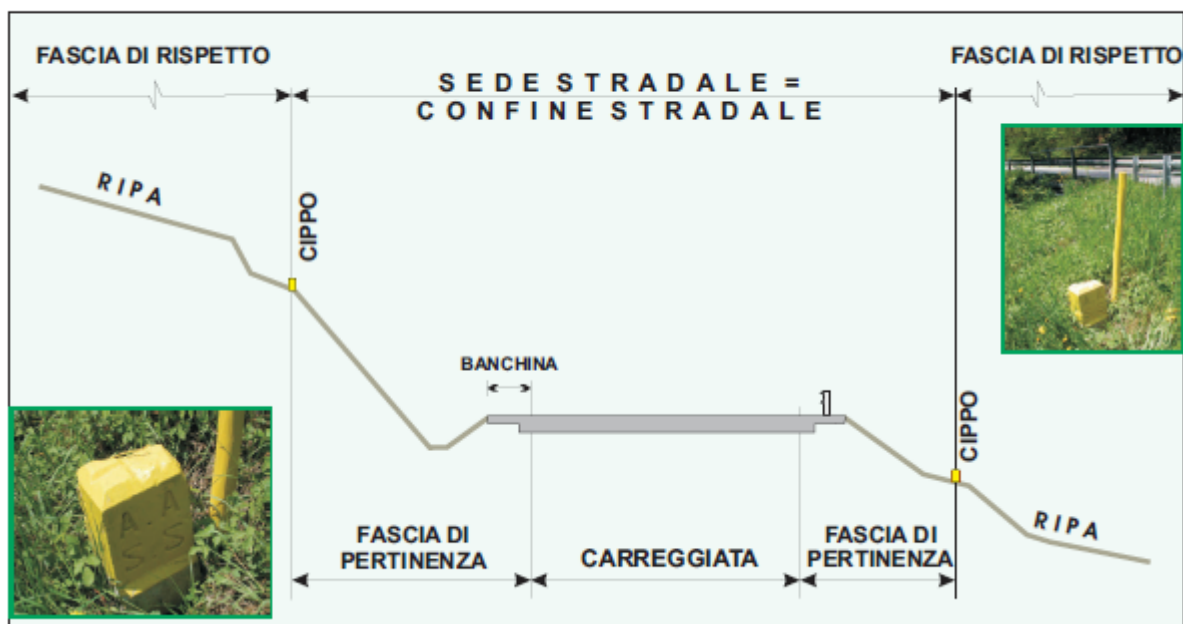 FASCIA DI RISPETTO
SEDE STRADALE =
CONFINE STRADALE
FASCIA DI RISPETTO
RIPA
CIPPO
BANCHINA
CIPPO
A.A
S.S
FASCIA DI
PERTINENZA
CARREGGIATA
FASCIA DI
PERTINENZA
RIPA